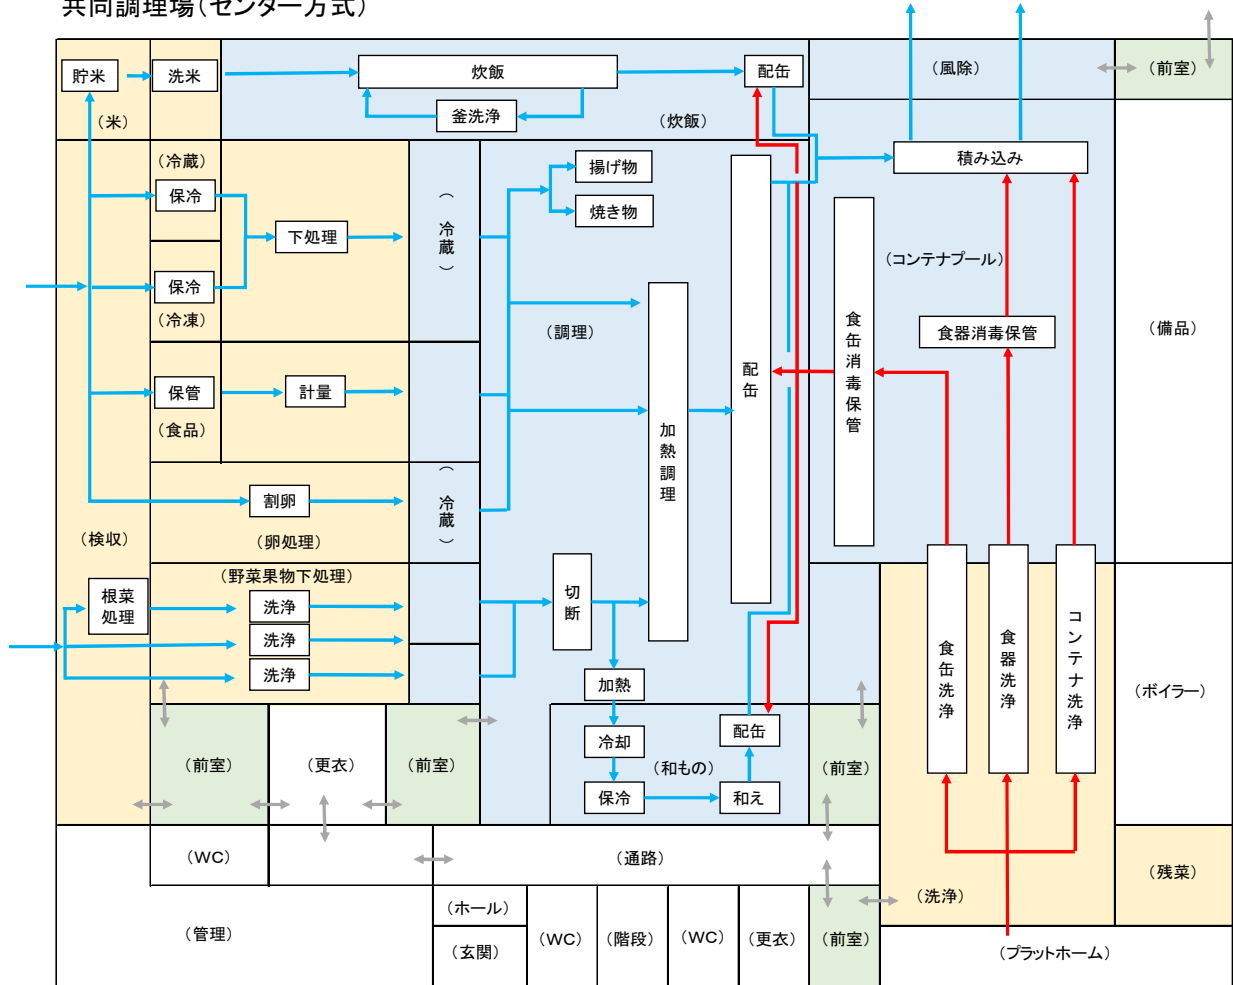 共同調理場(センター方式)
貯米
洗米
炊飯
配缶
(風除)
(前室)
(米)
釜洗浄
(炊飯)
(冷蔵)
保冷
下処理
(冷蔵)
揚げ物
焼き物
積み込み
保冷
(冷凍)
(調理)
(コンテナプール)
食缶消毒保管
食器消毒保管
(備品)
保管
(食品)
計量
加熱調理
配缶
割卵
(卵処理)
(冷蔵)
(検収)
(野菜果物下処理)
根菜
処理
洗浄
洗浄
洗浄
切断
加熱
冷却
保冷
(和もの)
配缶
和え
食缶洗浄
食器洗浄
コンテナ洗浄
(ボイラー)
(前室)
(更衣)
(前室)
(前室)
(WC)
(通路)
(残菜)
(洗浄)
(管理)
(ホール)
(玄関)
(WC)
(階段)
(WC)
(更衣)
(前室)
(プラットホーム)